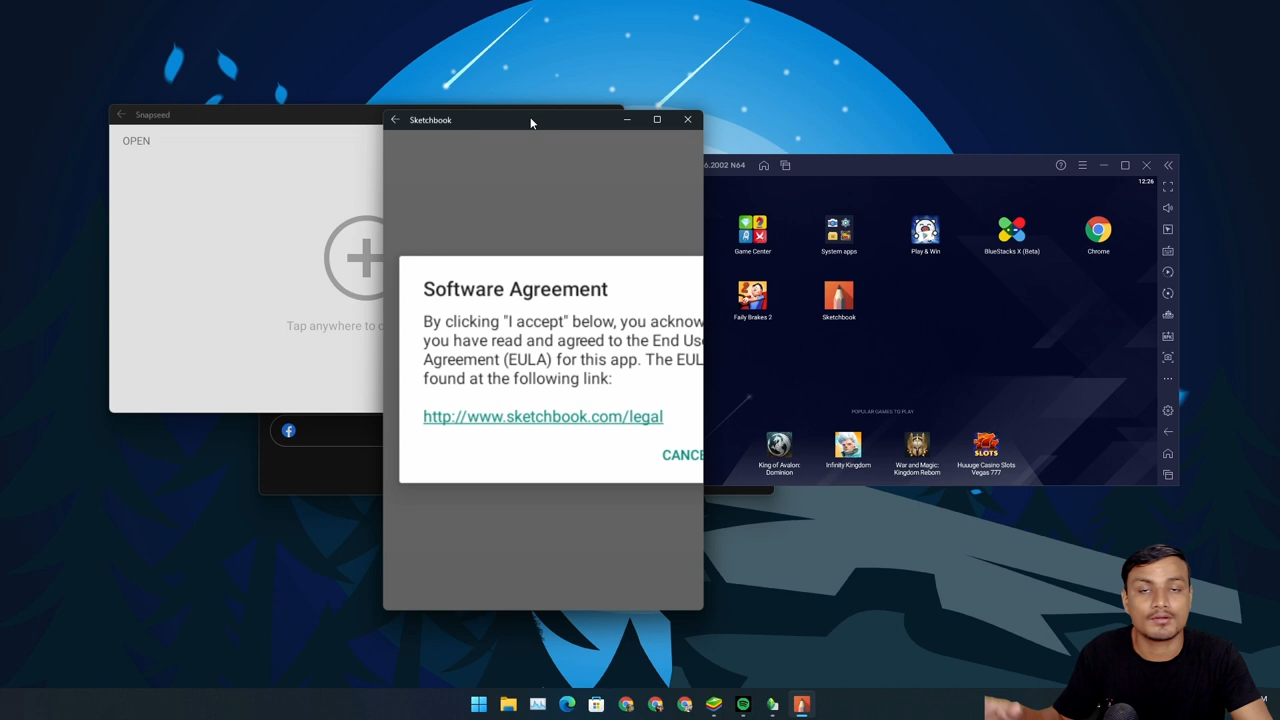 Snapseed
OPEN
Tap anywhere to
Sketchbook
Software Agreement
By clicking "I accept" below, you acknow
you have read and agreed to the End Us
Agreement (EULA) for this app. The EUL
found at the following link:
http://www.sketchbook.com/legal
CANCE
6.2002 N64
12:26
Game Center
System apps
Play & Win
BlueStacks X (Beta)
Chrome
Faily Brakes 2
Sketchbook
POPULAR GAMES TO PLAY
King of Avalon:
Dominion
Infinity Kingdom
War and Magic:
Kingdom Reborn
Huuuge Casino Slots
Vegas 777
SLOTS